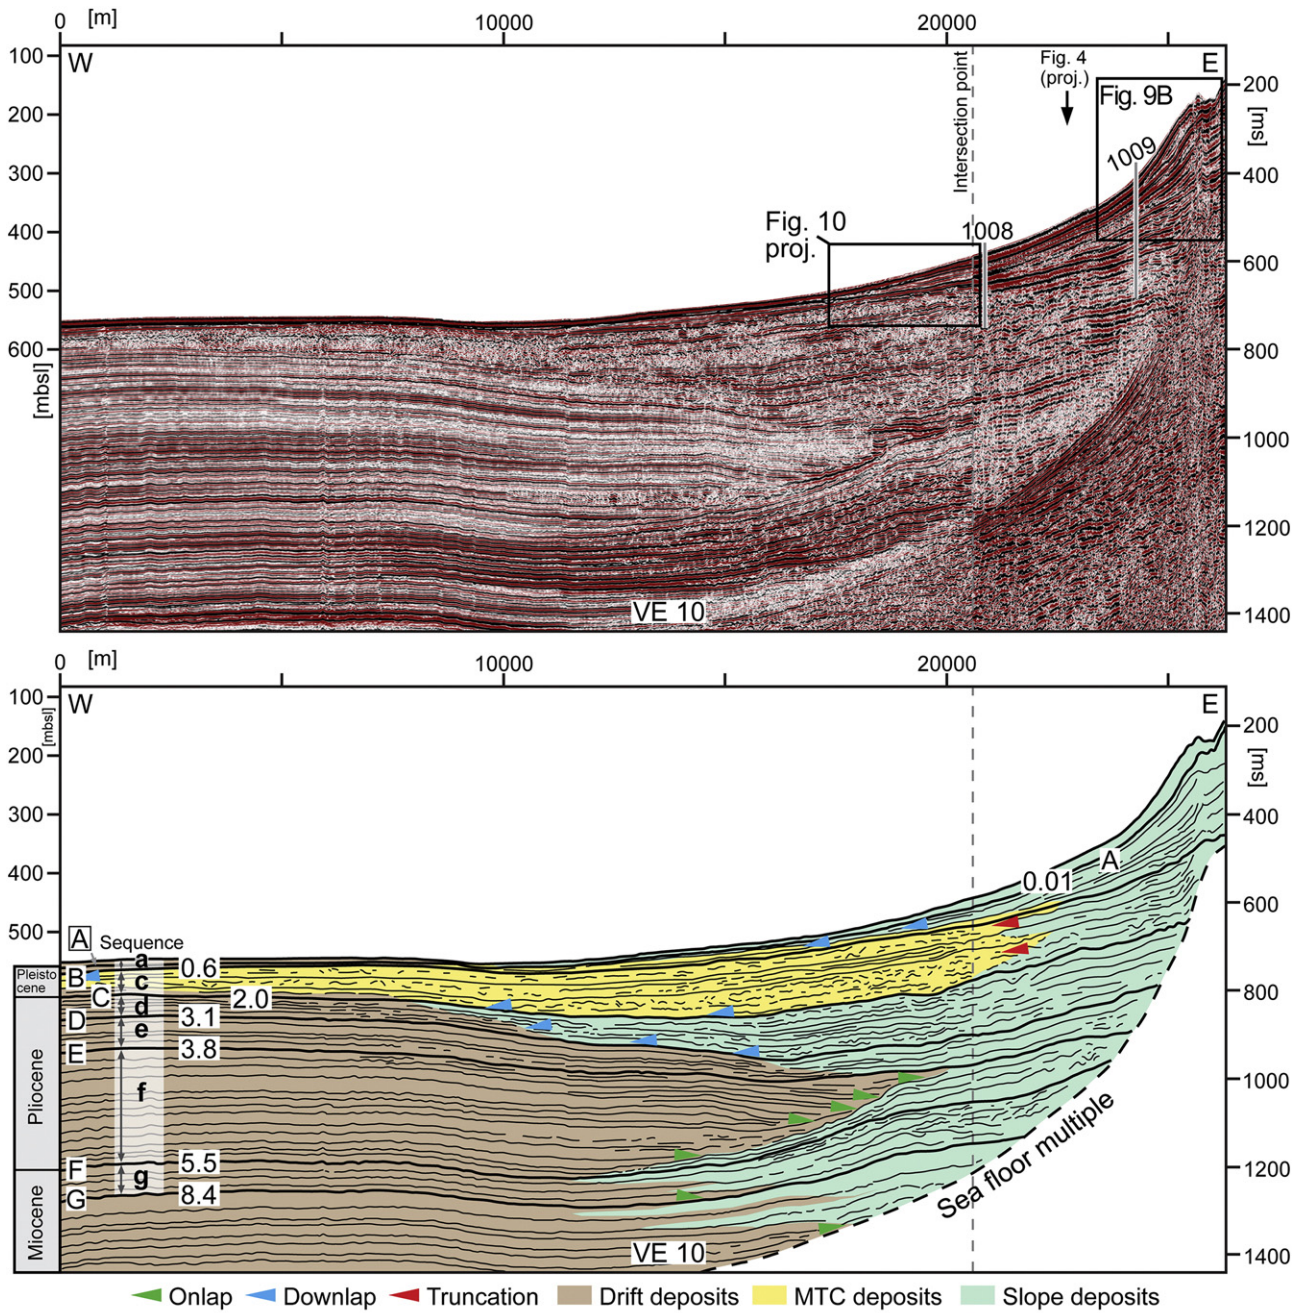 0 [m] 10000 20000
W
E
100
200
300
400
500
600
[mbsl]
200
[ms]
400
600
800
1000
1200
1400
Intersection point
Fig. 4
(proj.)
Fig. 9B
1009
1008
Fig. 10
proj.
VE 10
0 [m] 10000 20000
W
E
100
[mbsl]
200
300
400
500
200
[ms]
400
600
800
1000
1200
1400
A
0.01
A Sequence
a
Pleisto
cene
B
c
0.6
C
d
2.0
D
3.1
e
E
3.8
Pliocene
f
F
5.5
g
G
8.4
Miocene
Sea floor multiple
VE 10
Onlap Downlap Truncation Drift deposits MTC deposits Slope deposits